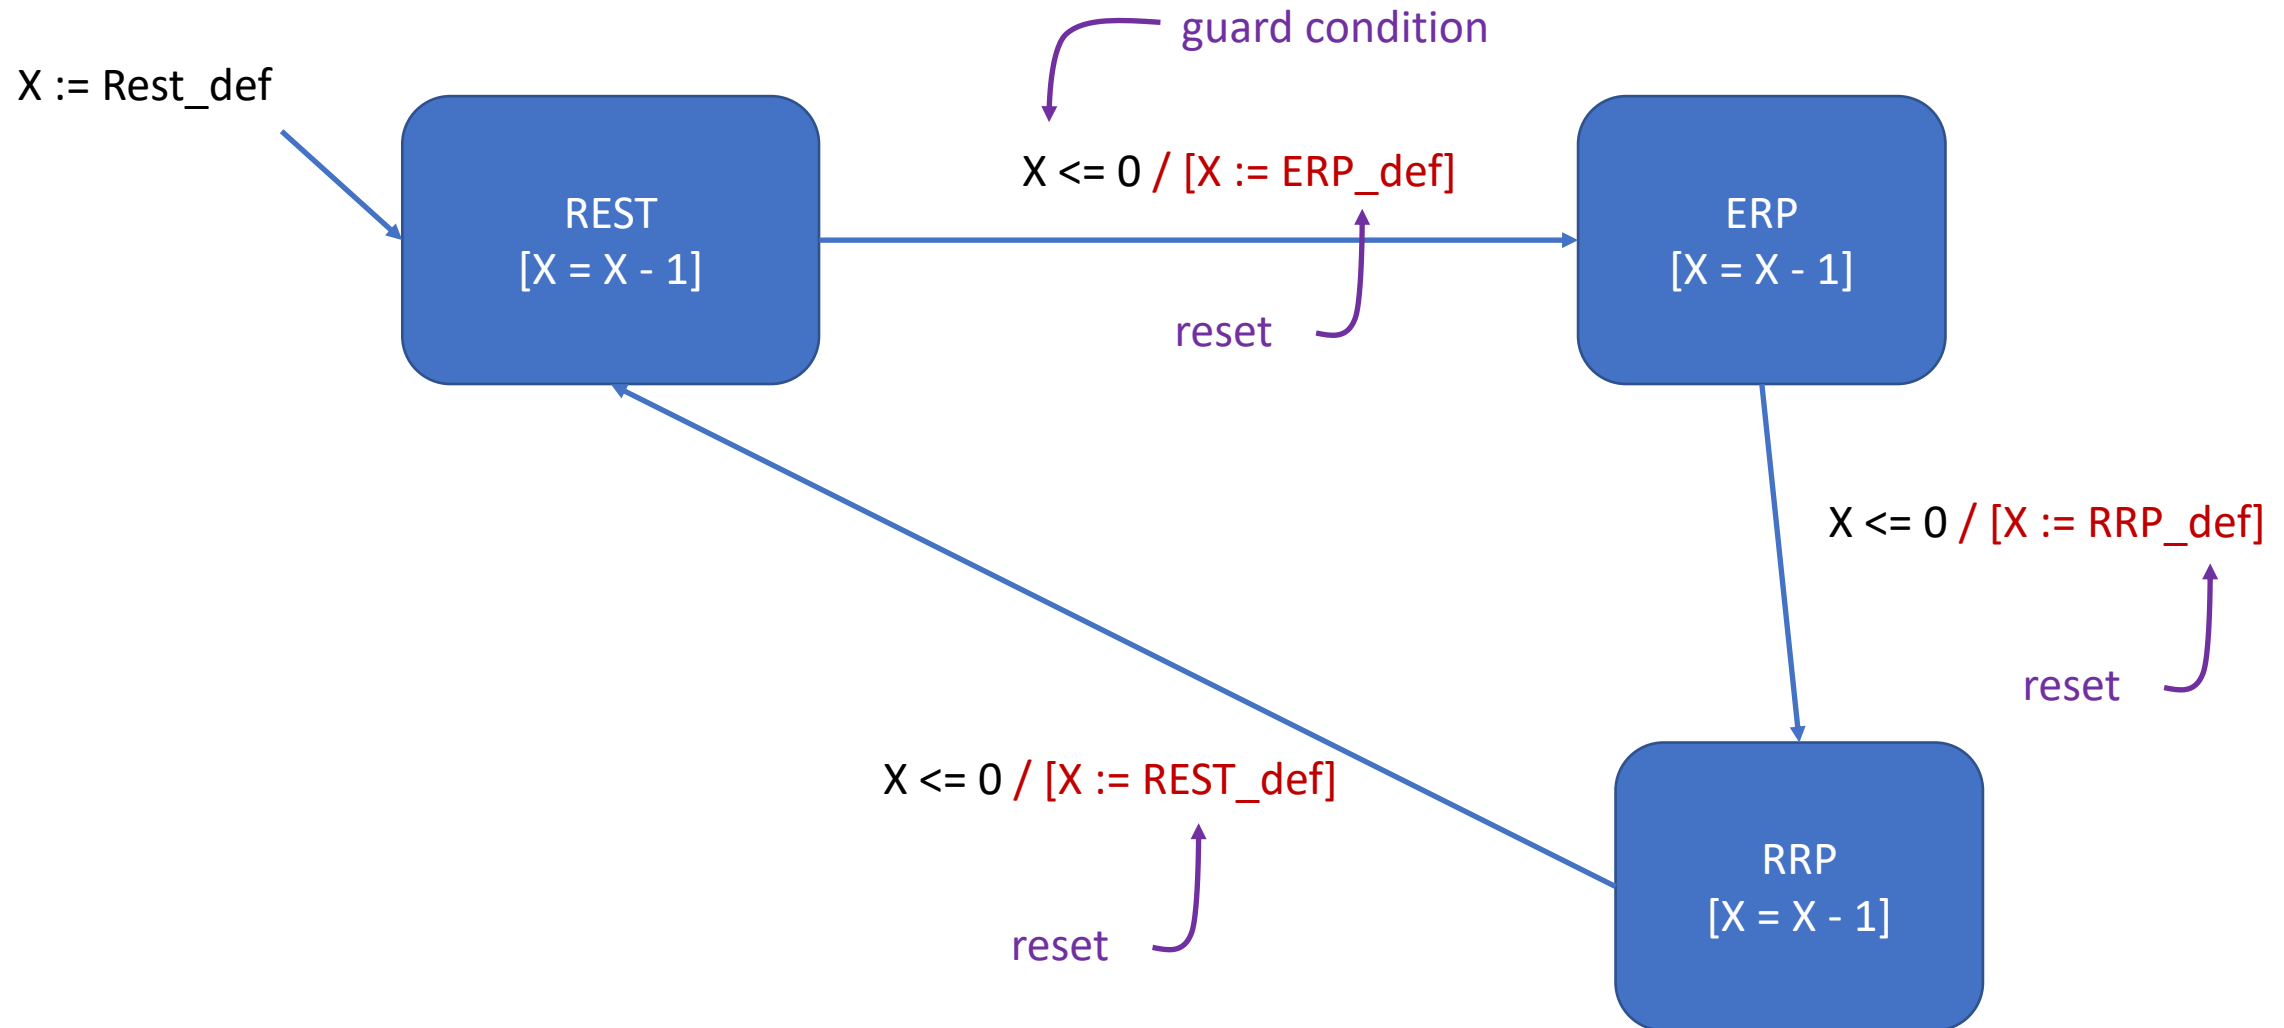 guard condition
X := Rest_def
X <= 0 / [X := ERP_def]
REST
[X = X - 1]
ERP
[X = X - 1]
reset
X <= 0 / [X := RRP_def]
reset
X <= 0 / [X := REST_def]
RRP
[X = X - 1]
reset